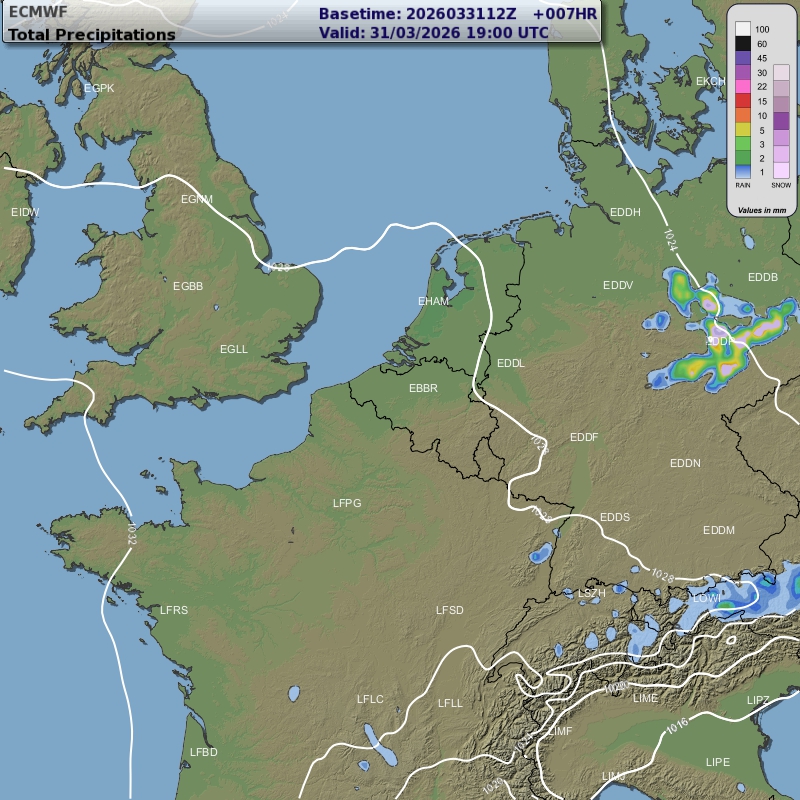 ECMWF
Basetime: 2026033112Z +007HR
Total Precipitations
Valid: 31/03/2026 19:00 UTC
100
60
45
30
22
15
10
5
3
2
1
RAIN
SNOW
Values in mm
EGPK
EKCH
EIDW
EGNM
EDDH
1024
1028
EGBB
EDDV
EDDB
EHAM
EGLL
EDDL
EBBR
EDDF
EDDN
LFPG
EDDS
EDDM
1032
1028
LSZH
LOWI
LFRS
LFSD
LFLC
LFLL
LIME
LIPZ
LIMF
1016
LFBD
LIPE
LIMJ
1020